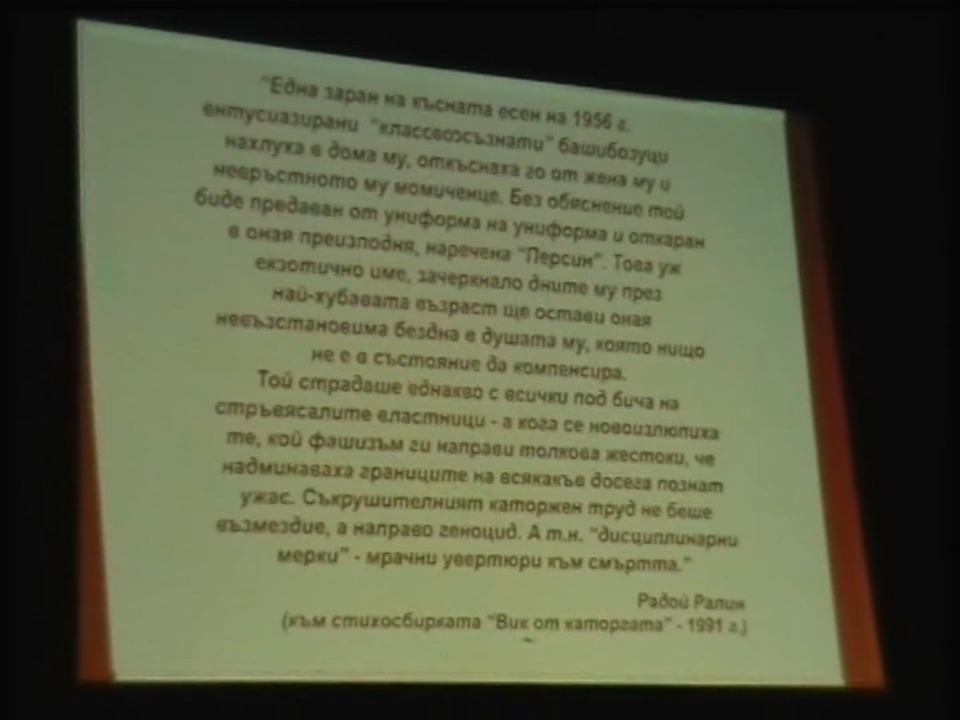 "Една заран на късната есен на 1956 г.
ентусиазирани "класовоосъзнати" башибозуци
нахлуха в дома му, откъснаха го от жена му и
невръстното му момиченце. Без обяснение той
биде предаван от униформа на униформа и откаран
в оная преизподня, наречена "Персин". Това уж
екзотично име, зачеркнало дните му през
най-хубавата възраст ще остави оная
невъзстановима бездна в душата му, която нищо
не е в състояние да компенсира.
Той страдаше еднакво с всички под бича на
стръвясалите властници - а кога се новоизлюпиха
те, кой фашизъм ги направи толкова жестоки, че
надминаваха границите на всякакъв досега познат
ужас. Съкрушителният каторжен труд не беше
възмездие, а направо геноцид. А т.н. "дисциплинарни
мерки" - мрачни увертюри към смъртта."
Радой Ралин
(към стихосбирката "Вик от каторгата" - 1991 г.)